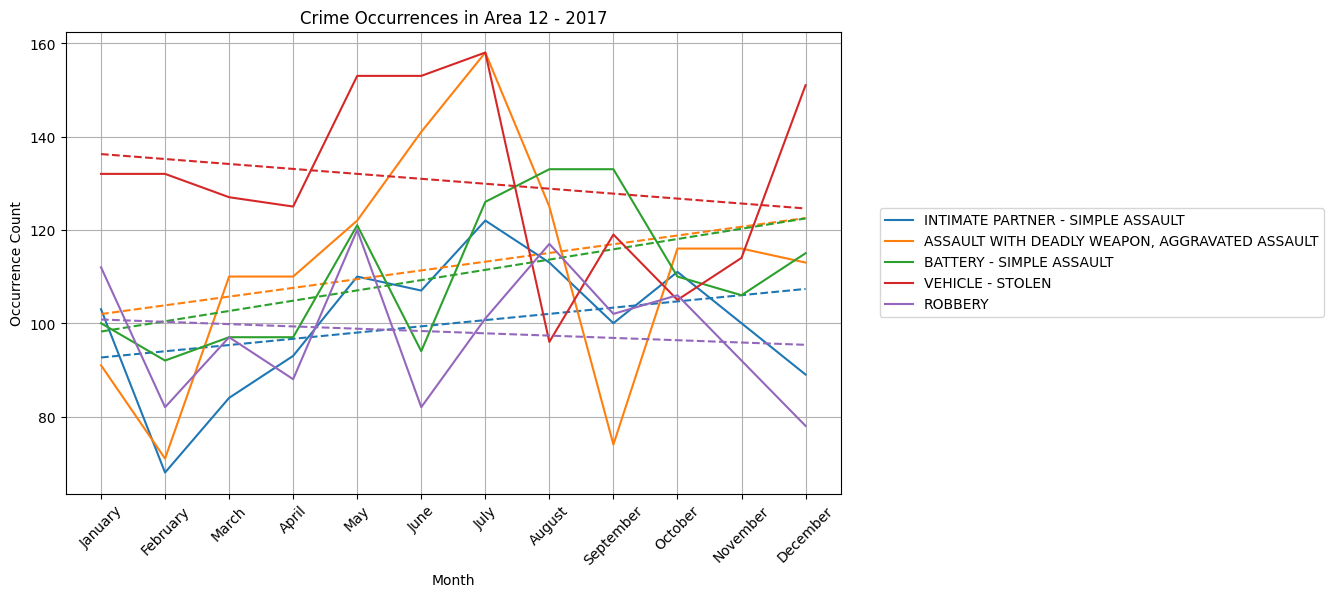 Crime Occurrences in Area 12 - 2017
Occurrence Count
160
140
120
100
80
January
February
March
April
May
June
July
August
September
October
November
December
Month
INTIMATE PARTNER - SIMPLE ASSAULT
ASSAULT WITH DEADLY WEAPON, AGGRAVATED ASSAULT
BATTERY - SIMPLE ASSAULT
VEHICLE - STOLEN
ROBBERY